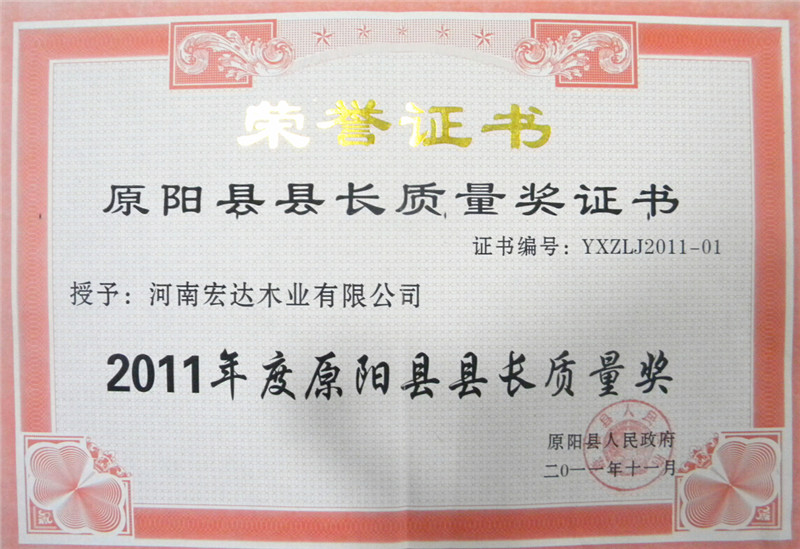 荣誉证书
原阳县县长质量奖证书
证书编号：YXZLJ2011-01
授予：河南宏达木业有限公司
2011年度原阳县县长质量奖
原阳县人民政府
二0一一年十一月